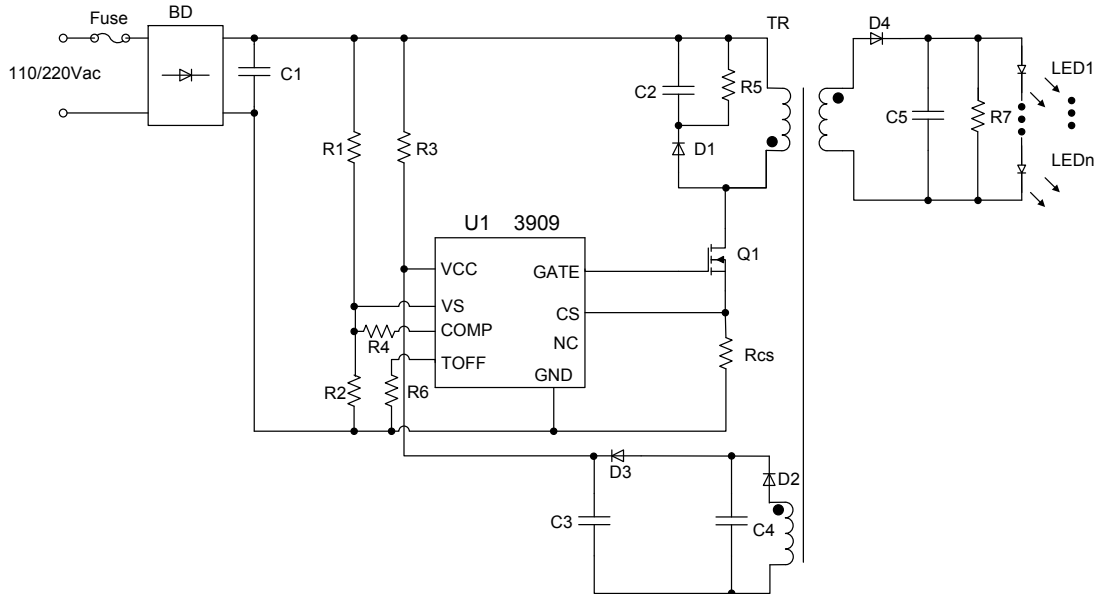 BD
Fuse
TR
D4
110/220Vac
C1
C2
R5
LED1
C5
R7
R1
R3
D1
LEDn
U1 3909
Q1
VCC
GATE
VS
CS
COMP
R4
NC
Rcs
TOFF
GND
R2
R6
D3
D2
C3
C4